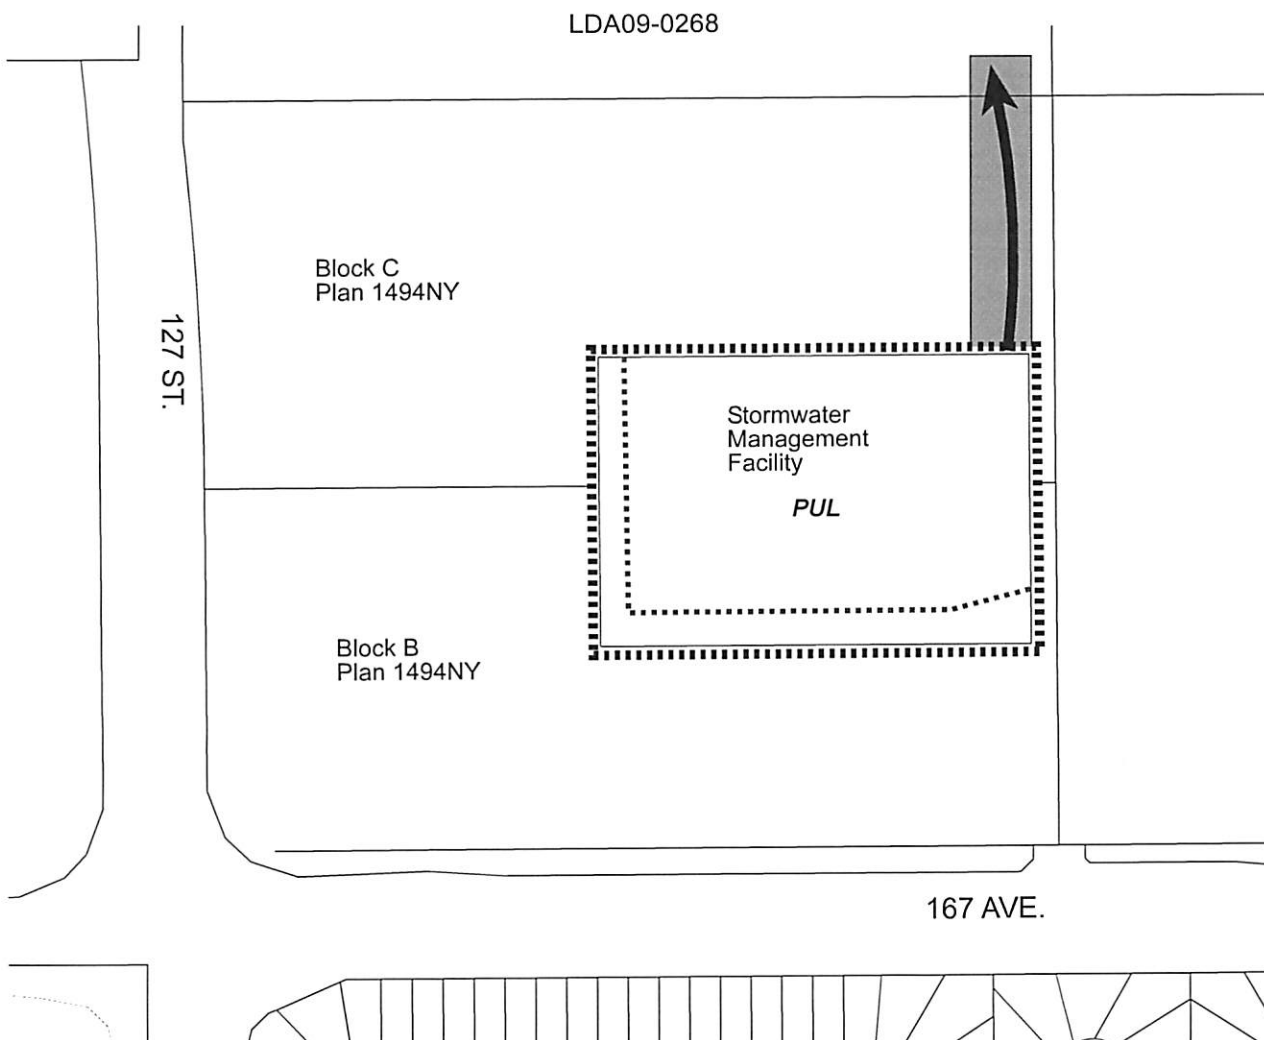 LDA09-0268
Block C
Plan 1494NY
127 ST.
Stormwater
Management
Facility
PUL
Block B
Plan 1494NY
167 AVE.